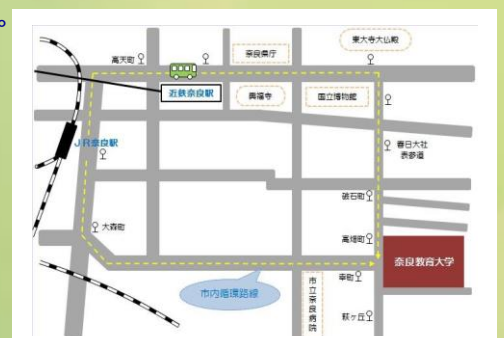 。
東大寺大仏殿
高天町
奈良県庁
近鉄奈良駅
興福寺
国立博物館
JR奈良駅
春日大社
表参道
破石町
大森町
高畑町
奈良教育大学
市内循環路線
市立奈良病院
幸町
萩ヶ丘